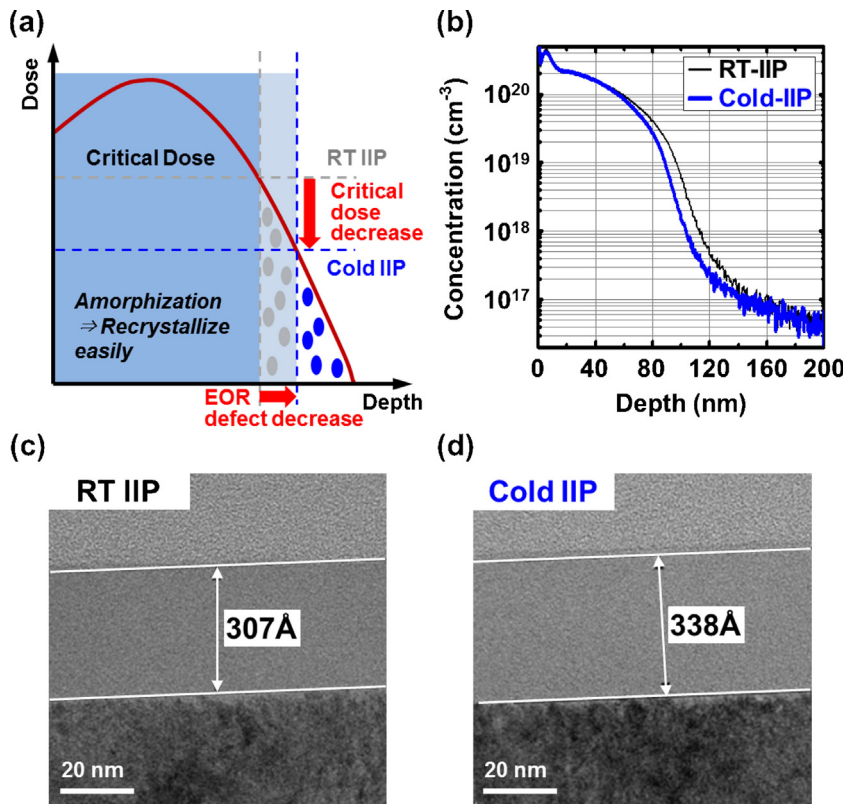 (a)
Dose
Critical Dose
RT IIP
Critical
dose
decrease
Cold IIP
Amorphization
⇒ Recrystallize
easily
EOR
defect decrease
Depth
(b)
Concentration (cm⁻³)
10²⁰
10¹⁹
10¹⁸
10¹⁷
RT-IIP
Cold-IIP
0 40 80 120 160 200
Depth (nm)
(c)
RT IIP
307Å
20 nm
(d)
Cold IIP
338Å
20 nm